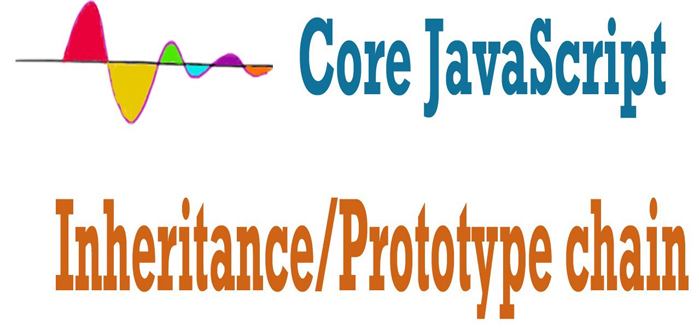 Core JavaScript
Inheritance/Prototype chain